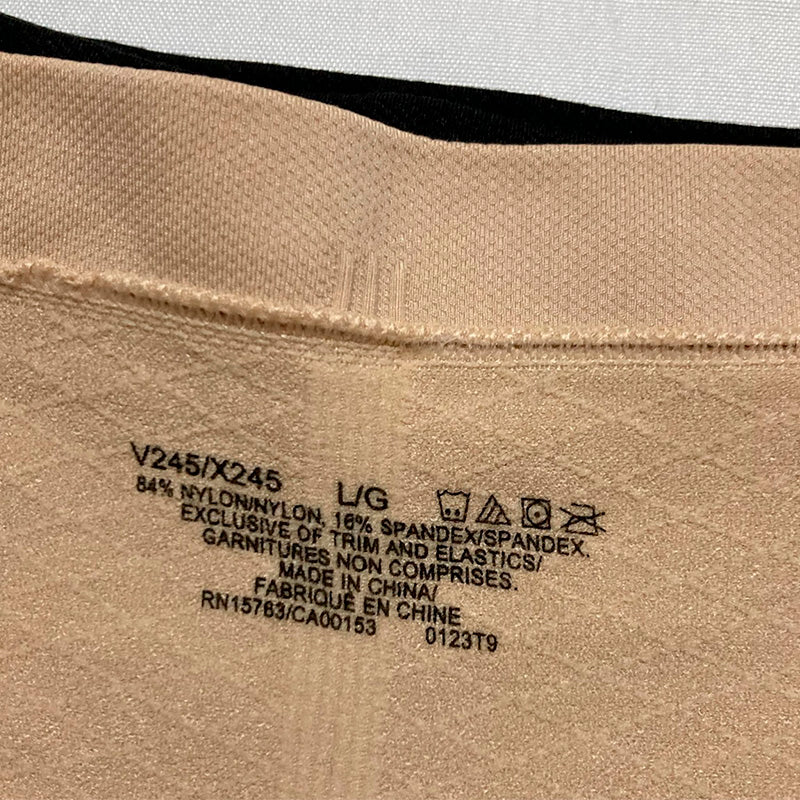 V245/X245 L/G
84% NYLON/NYLON, 16% SPANDEX/SPANDEX.
EXCLUSIVE OF TRIM AND ELASTICS/
GARNITURES NON COMPRISES.
MADE IN CHINA/
FABRIQUÉ EN CHINE
RN15763/CA00153 0123T9